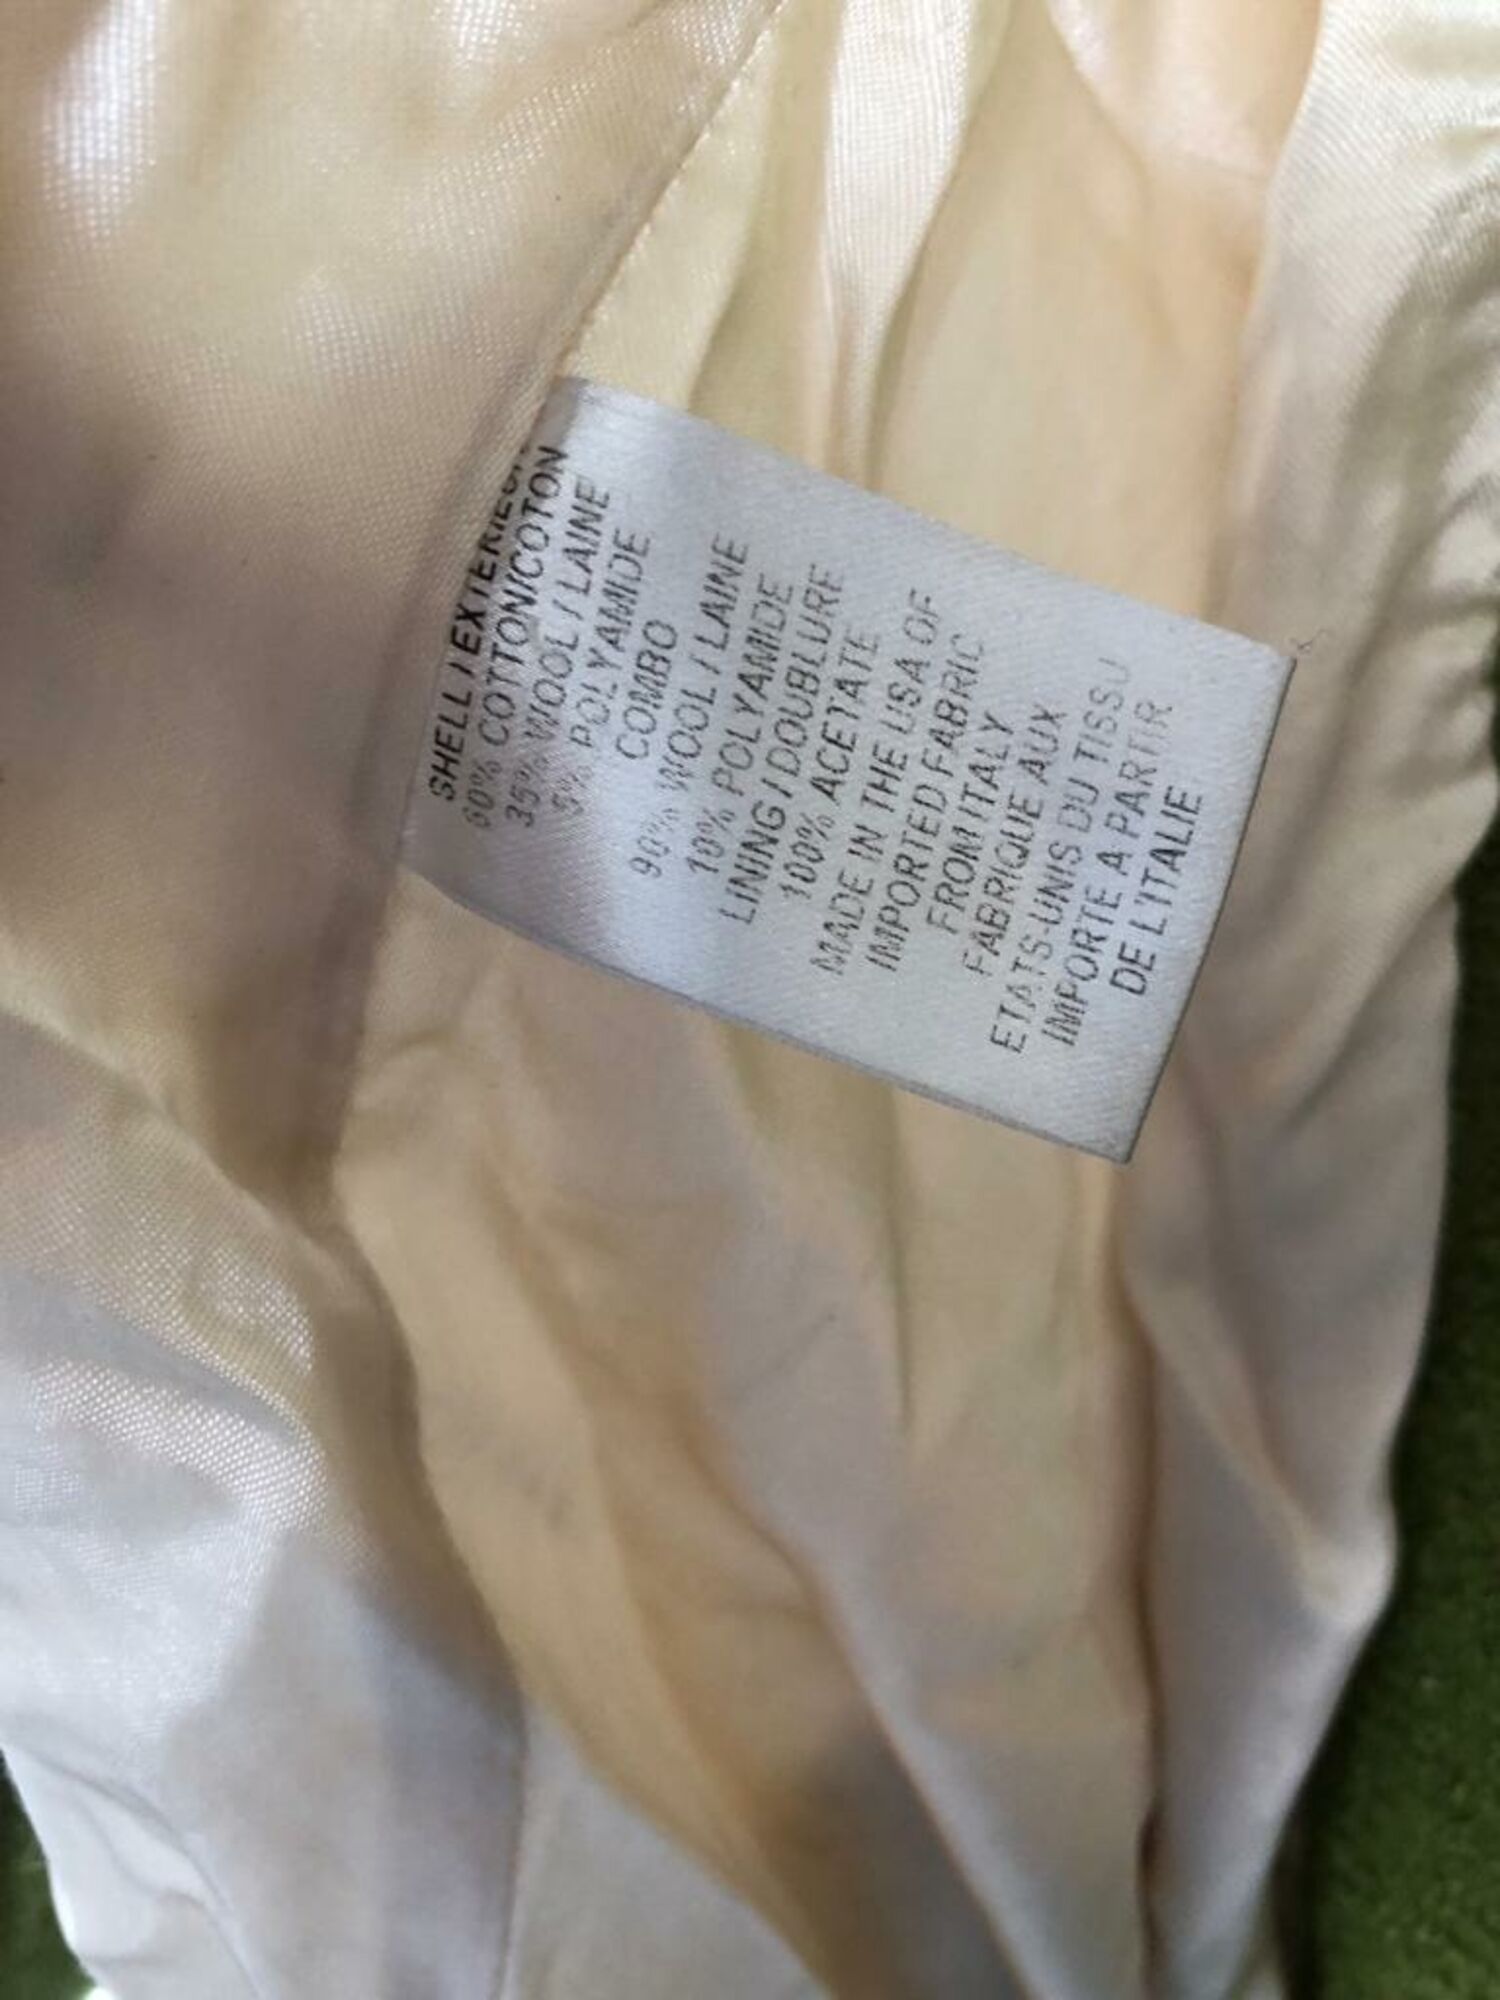 SHELL / EXTERIEUR
60% COTTON/COTON
35% WOOL / LAINE
5% POLYAMIDE
COMBO
90% WOOL / LAINE
10% POLYAMIDE
LINING / DOUBLURE
100% ACETATE
MADE IN THE USA OF
IMPORTED FABRIC
FROM ITALY
FABRIQUE AUX
ETATS-UNIS DU TISSU
IMPORTE A PARTIR
DE L'ITALIE